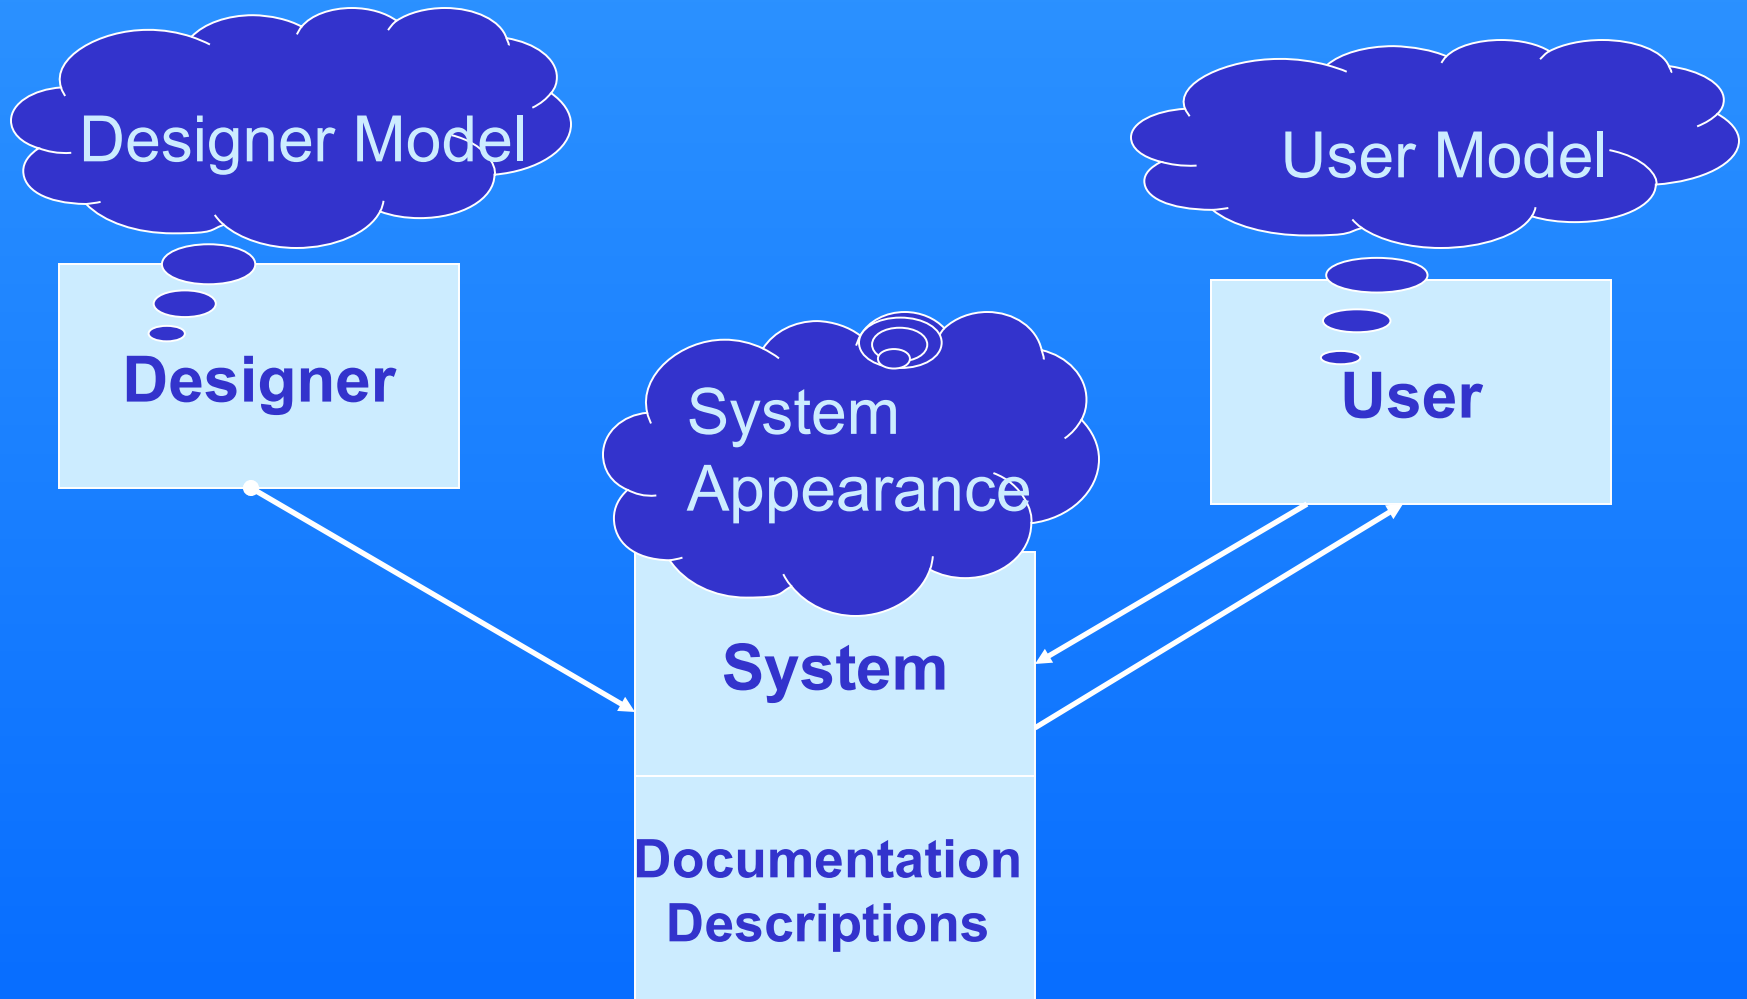 Designer Model
User Model
Designer
User
System
Appearance
System
Documentation
Descriptions